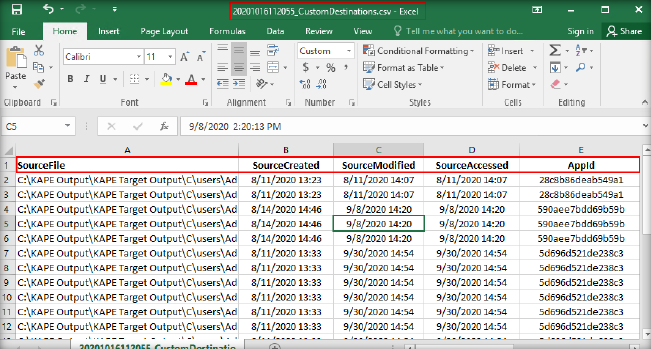 20201016112055_CustomDestinations.csv - Excel
File Home Insert Page Layout Formulas Data Review View Tell me what you want to do... Sign in Share
Paste
Calibri 11
Custom
Conditional Formatting
Format as Table
Cell Styles
Insert
Delete
Format
B I U
$ % ,
Clipboard Font Alignment Number Styles Cells Editing
C5 fx 9/8/2020 2:20:13 PM
A B C D E
1 SourceFile SourceCreated SourceModified SourceAccessed AppId
2 C:\KAPE Output\KAPE Target Output\C\users\Ad 8/11/2020 13:23 8/11/2020 14:07 8/11/2020 14:07 28c8b86deab549a1
3 C:\KAPE Output\KAPE Target Output\C\users\Ad 8/11/2020 13:23 8/11/2020 14:07 8/11/2020 14:07 28c8b86deab549a1
4 C:\KAPE Output\KAPE Target Output\C\users\Ad 8/14/2020 14:46 9/8/2020 14:20 9/8/2020 14:20 590aee7bdd69b59b
5 C:\KAPE Output\KAPE Target Output\C\users\Ad 8/14/2020 14:46 9/8/2020 14:20 9/8/2020 14:20 590aee7bdd69b59b
6 C:\KAPE Output\KAPE Target Output\C\users\Ad 8/14/2020 14:46 9/8/2020 14:20 9/8/2020 14:20 590aee7bdd69b59b
7 C:\KAPE Output\KAPE Target Output\C\users\Ad 8/11/2020 13:33 9/30/2020 14:54 9/30/2020 14:54 5d696d521de238c3
8 C:\KAPE Output\KAPE Target Output\C\users\Ad 8/11/2020 13:33 9/30/2020 14:54 9/30/2020 14:54 5d696d521de238c3
9 C:\KAPE Output\KAPE Target Output\C\users\Ad 8/11/2020 13:33 9/30/2020 14:54 9/30/2020 14:54 5d696d521de238c3
10 C:\KAPE Output\KAPE Target Output\C\users\Ad 8/11/2020 13:33 9/30/2020 14:54 9/30/2020 14:54 5d696d521de238c3
11 C:\KAPE Output\KAPE Target Output\C\users\Ad 8/11/2020 13:33 9/30/2020 14:54 9/30/2020 14:54 5d696d521de238c3
12 C:\KAPE Output\KAPE Target Output\C\users\Ad 8/11/2020 13:33 9/30/2020 14:54 9/30/2020 14:54 5d696d521de238c3
20201016112055_CustomDestinatio